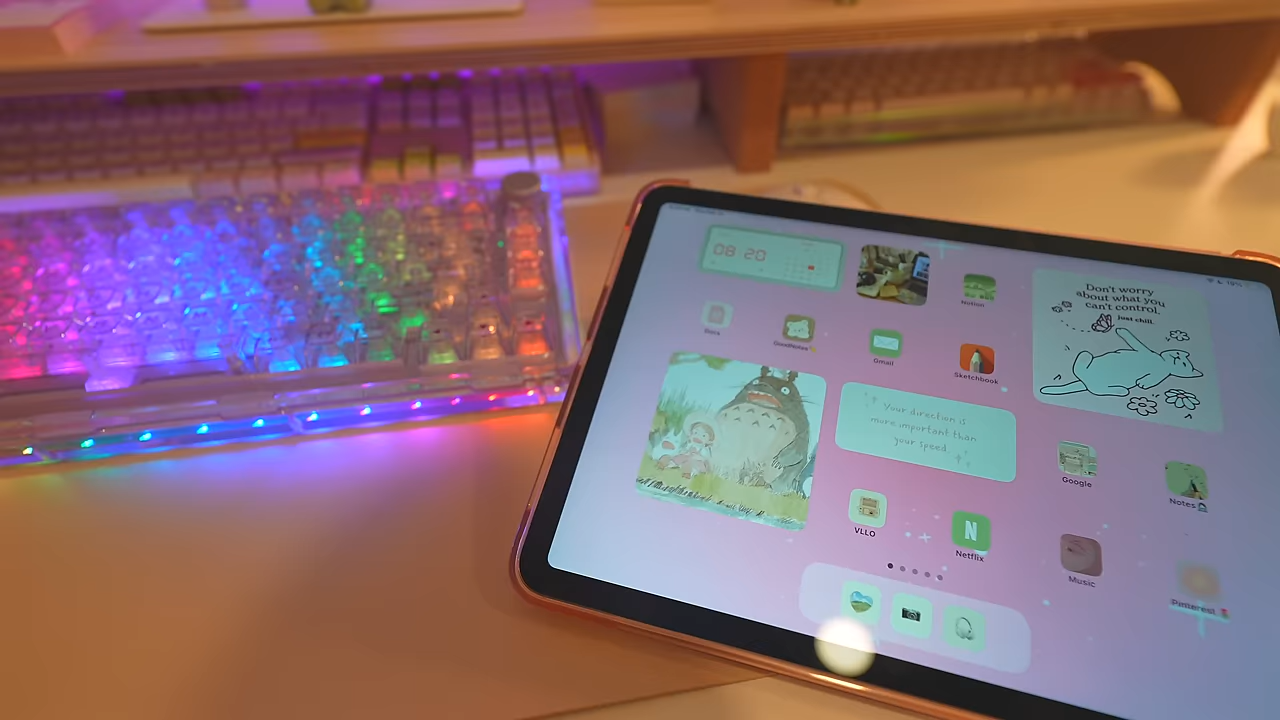 08 20
Notion
Docs
GoodNotes
Gmail
Sketchbook
Don't worry
about what you
can't control.
just chill.
Your direction is
more important than
your speed.
Google
Notes
VLLO
N
Netflix
Music
Pinterest